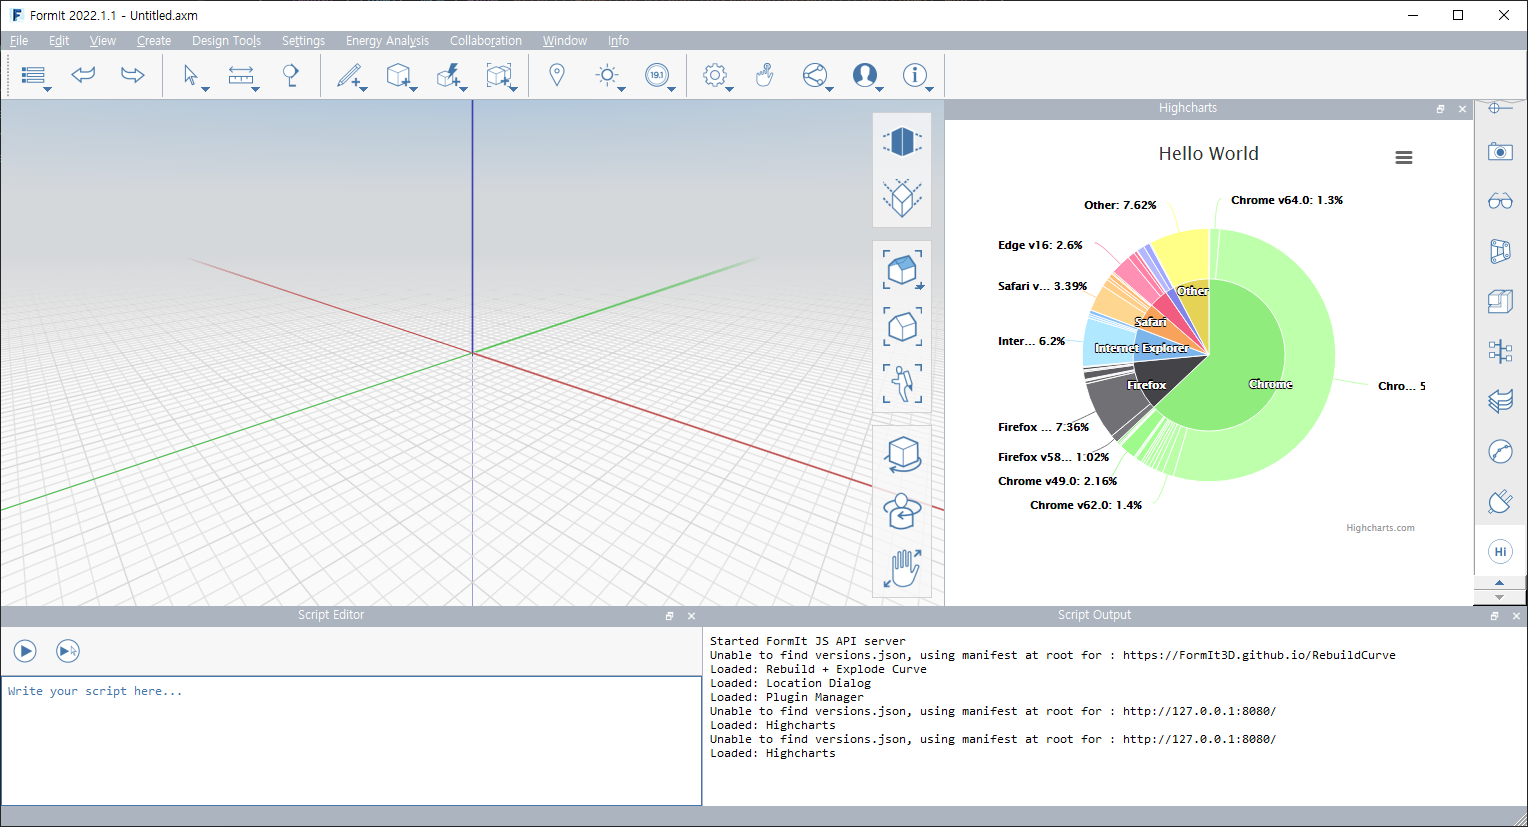 FormIt 2022.1.1 - Untitled.axm
File Edit View Create Design Tools Settings Energy Analysis Collaboration Window Info
19.1
Highcharts
Hello World
Other: 7.62%
Chrome v64.0: 1.3%
Edge v16: 2.6%
Safari v... 3.39%
Inter... 6.2%
Firefox ... 7.36%
Firefox v58... 1.02%
Chrome v49.0: 2.16%
Chrome v62.0: 1.4%
Chro... 5
Other
Safari
Internet Explorer
Firefox
Chrome
Highcharts.com
Hi
Script Editor
Write your script here...
Script Output
Started FormIt JS API server
Unable to find versions.json, using manifest at root for : https://FormIt3D.github.io/RebuildCurve
Loaded: Rebuild + Explode Curve
Loaded: Location Dialog
Loaded: Plugin Manager
Unable to find versions.json, using manifest at root for : http://127.0.0.1:8080/
Loaded: Highcharts
Unable to find versions.json, using manifest at root for : http://127.0.0.1:8080/
Loaded: Highcharts